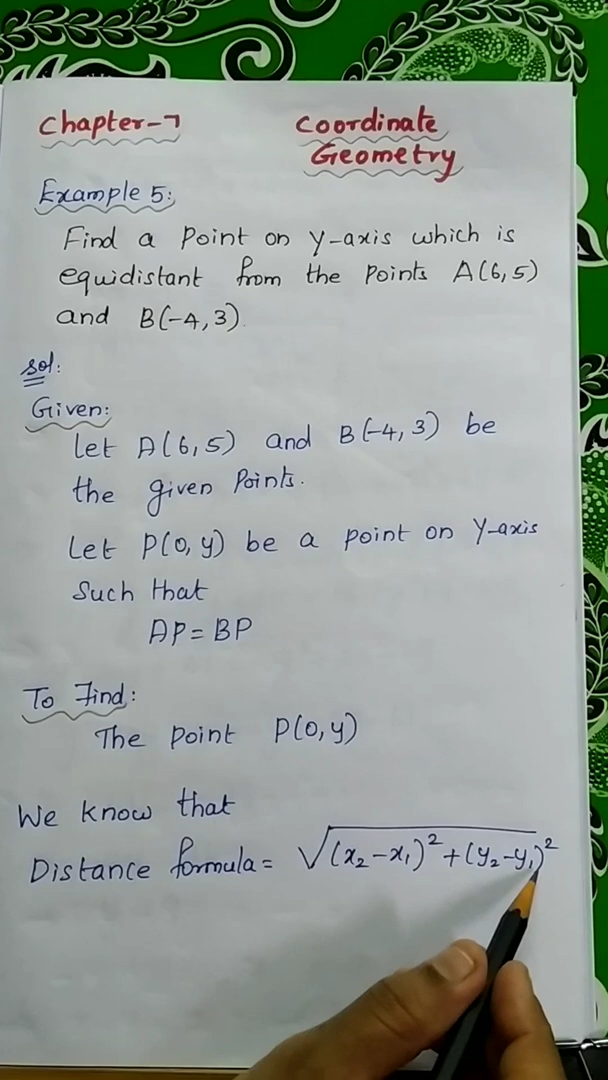 Chapter-7 Coordinate
Geometry
Example 5:
Find a Point on y-axis which is
equidistant from the Points A(6,5)
and B(-4,3).
Sol:
Given:
Let A(6,5) and B(-4,3) be
the given Points.
Let P(0,y) be a point on Y-axis
Such that
AP=BP
To Find:
The Point P(0,y)
We know that
Distance formula= √(x₂-x₁)²+(y₂-y₁)²